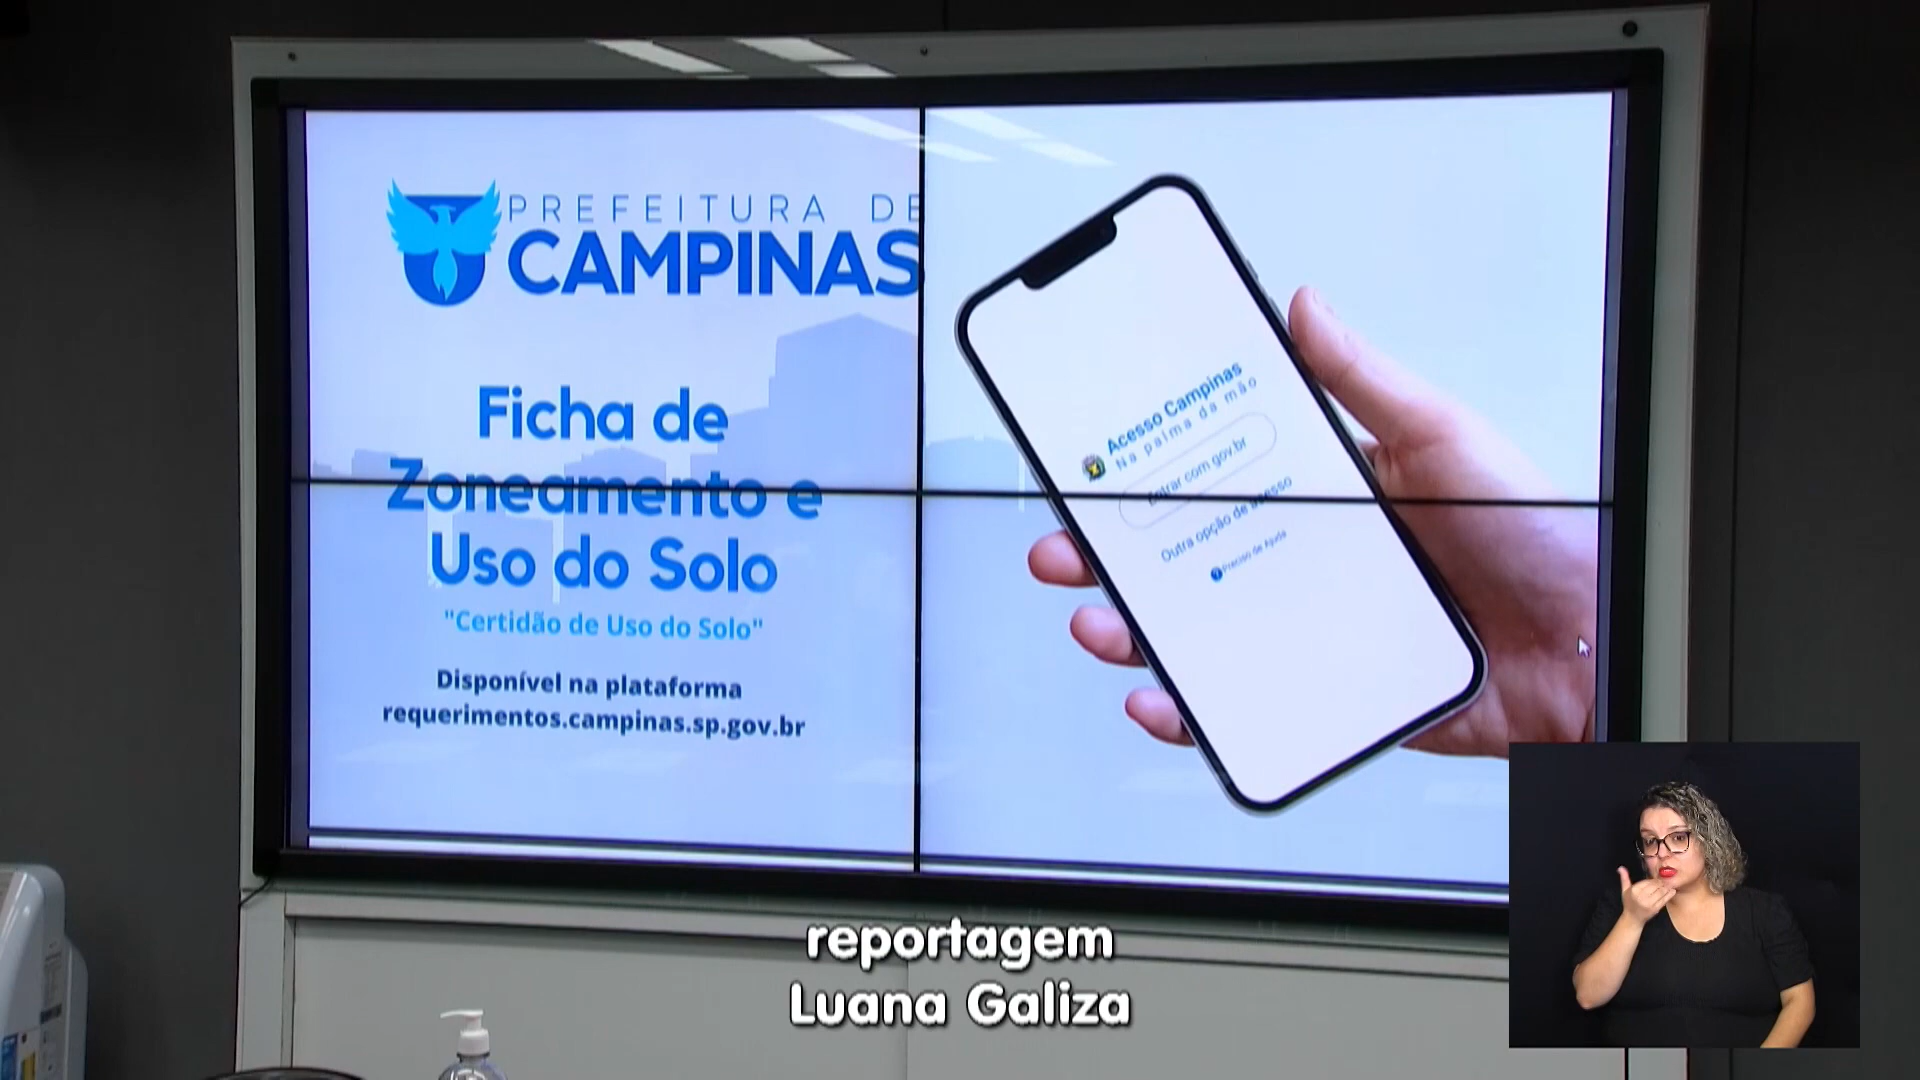 PREFEITURA DE
CAMPINAS
Ficha de
Zoneamento e
Uso do Solo
"Certidão de Uso do Solo"
Disponível na plataforma
requerimentos.campinas.sp.gov.br
Acesso Campinas
Na palma da mão
Entrar com gov.br
Outra opção de acesso
Preciso de Ajuda
reportagem
Luana Galiza